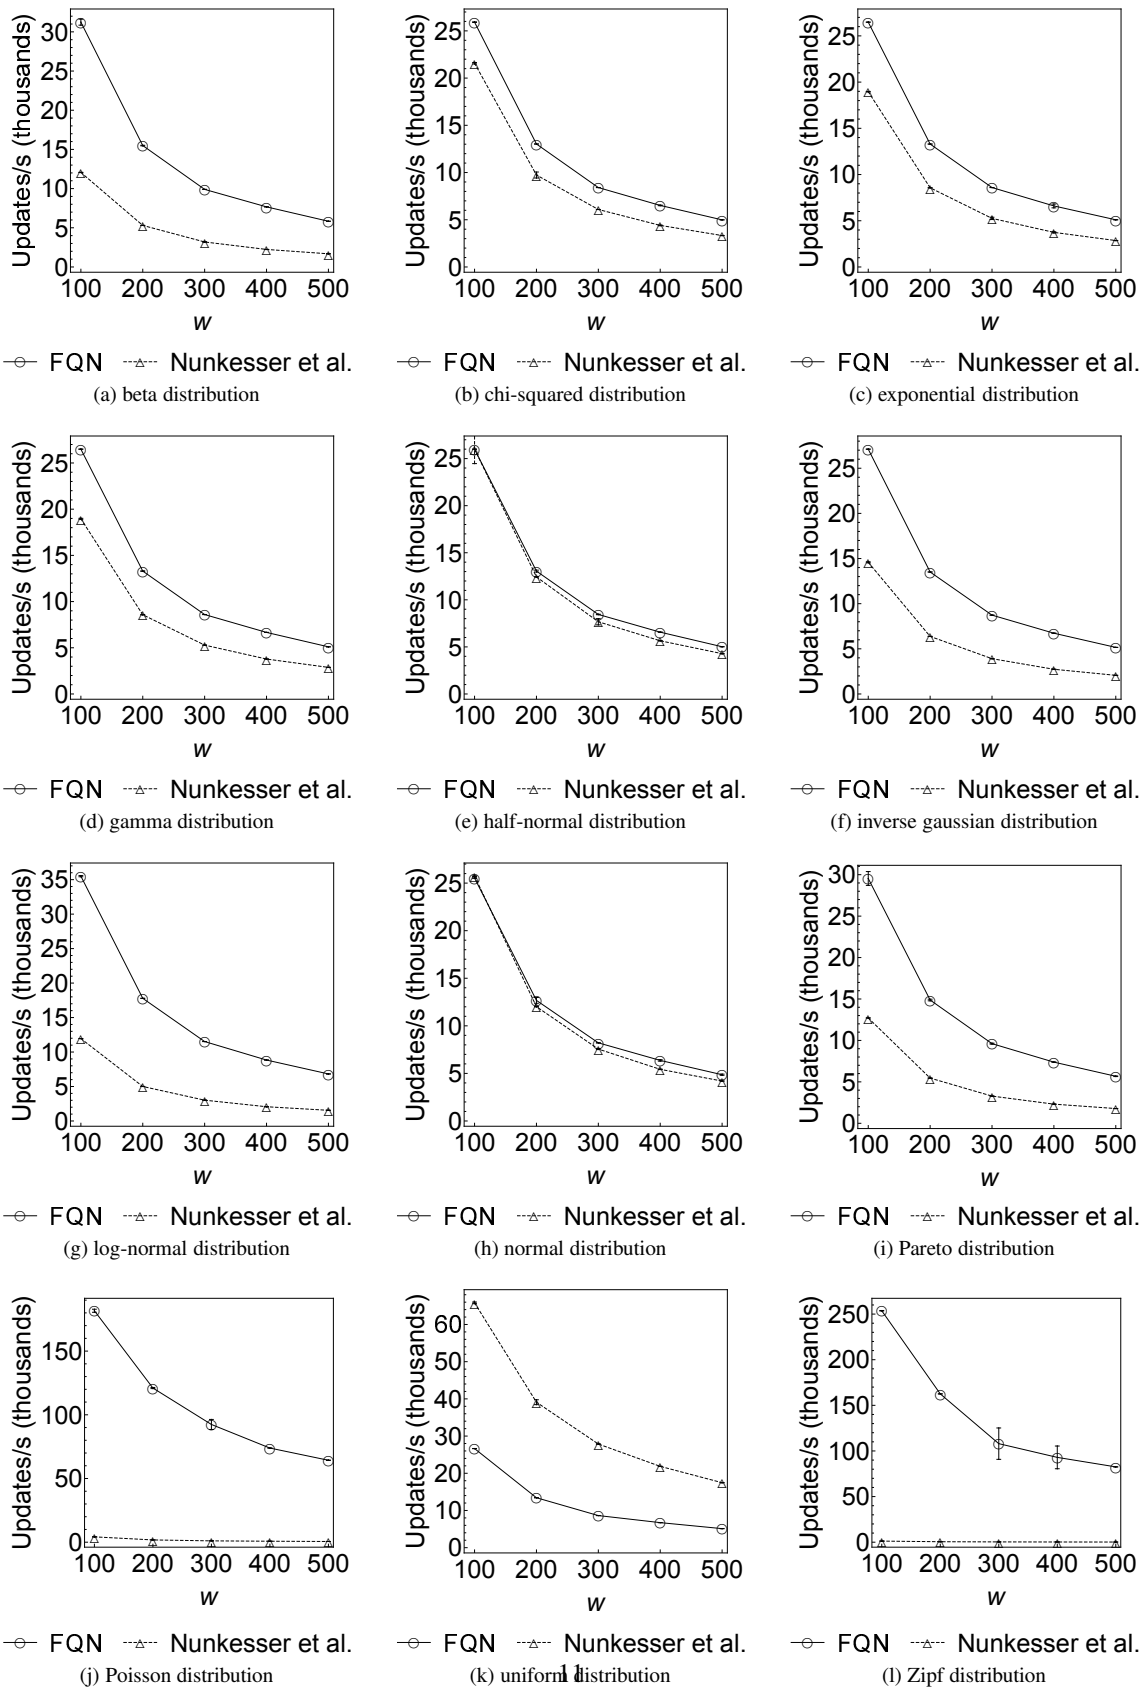 Updates/s (thousands)
30
25
20
15
10
5
0
100 200 300 400 500
w
FQN Nunkesser et al.
(a) beta distribution
Updates/s (thousands)
25
20
15
10
5
0
100 200 300 400 500
w
FQN Nunkesser et al.
(b) chi-squared distribution
Updates/s (thousands)
25
20
15
10
5
0
100 200 300 400 500
w
FQN Nunkesser et al.
(c) exponential distribution
Updates/s (thousands)
25
20
15
10
5
0
100 200 300 400 500
w
FQN Nunkesser et al.
(d) gamma distribution
Updates/s (thousands)
25
20
15
10
5
0
100 200 300 400 500
w
FQN Nunkesser et al.
(e) half-normal distribution
Updates/s (thousands)
25
20
15
10
5
0
100 200 300 400 500
w
FQN Nunkesser et al.
(f) inverse gaussian distribution
Updates/s (thousands)
35
30
25
20
15
10
5
0
100 200 300 400 500
w
FQN Nunkesser et al.
(g) log-normal distribution
Updates/s (thousands)
25
20
15
10
5
0
100 200 300 400 500
w
FQN Nunkesser et al.
(h) normal distribution
Updates/s (thousands)
30
25
20
15
10
5
0
100 200 300 400 500
w
FQN Nunkesser et al.
(i) Pareto distribution
Updates/s (thousands)
150
100
50
0
100 200 300 400 500
w
FQN Nunkesser et al.
(j) Poisson distribution
Updates/s (thousands)
60
50
40
30
20
10
0
100 200 300 400 500
w
FQN Nunkesser et al.
(k) uniform distribution
Updates/s (thousands)
250
200
150
100
50
0
100 200 300 400 500
w
FQN Nunkesser et al.
(l) Zipf distribution
11